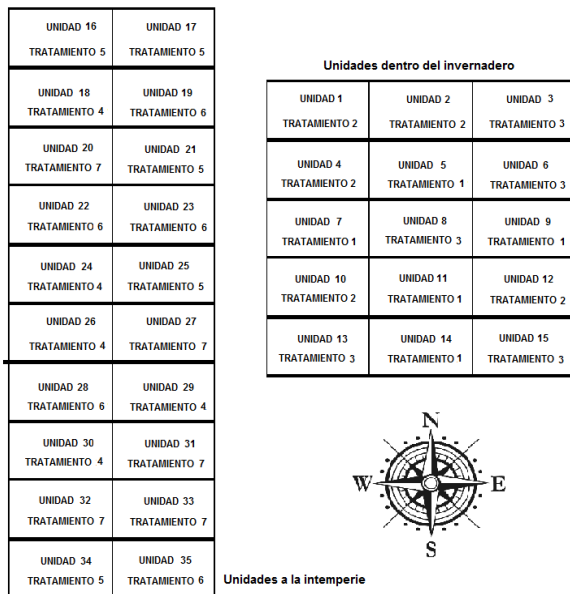 UNIDAD 16 UNIDAD 17
TRATAMIENTO 5 TRATAMIENTO 5
UNIDAD 18 UNIDAD 19
TRATAMIENTO 4 TRATAMIENTO 6
UNIDAD 20 UNIDAD 21
TRATAMIENTO 7 TRATAMIENTO 5
UNIDAD 22 UNIDAD 23
TRATAMIENTO 6 TRATAMIENTO 6
UNIDAD 24 UNIDAD 25
TRATAMIENTO 4 TRATAMIENTO 5
UNIDAD 26 UNIDAD 27
TRATAMIENTO 4 TRATAMIENTO 7
UNIDAD 28 UNIDAD 29
TRATAMIENTO 6 TRATAMIENTO 4
UNIDAD 30 UNIDAD 31
TRATAMIENTO 4 TRATAMIENTO 7
UNIDAD 32 UNIDAD 33
TRATAMIENTO 7 TRATAMIENTO 7
UNIDAD 34 UNIDAD 35
TRATAMIENTO 5 TRATAMIENTO 6
Unidades a la intemperie
Unidades dentro del invernadero
UNIDAD 1 UNIDAD 2 UNIDAD 3
TRATAMIENTO 2 TRATAMIENTO 2 TRATAMIENTO 3
UNIDAD 4 UNIDAD 5 UNIDAD 6
TRATAMIENTO 2 TRATAMIENTO 1 TRATAMIENTO 3
UNIDAD 7 UNIDAD 8 UNIDAD 9
TRATAMIENTO 1 TRATAMIENTO 3 TRATAMIENTO 1
UNIDAD 10 UNIDAD 11 UNIDAD 12
TRATAMIENTO 2 TRATAMIENTO 1 TRATAMIENTO 2
UNIDAD 13 UNIDAD 14 UNIDAD 15
TRATAMIENTO 3 TRATAMIENTO 1 TRATAMIENTO 3
N
W E
S